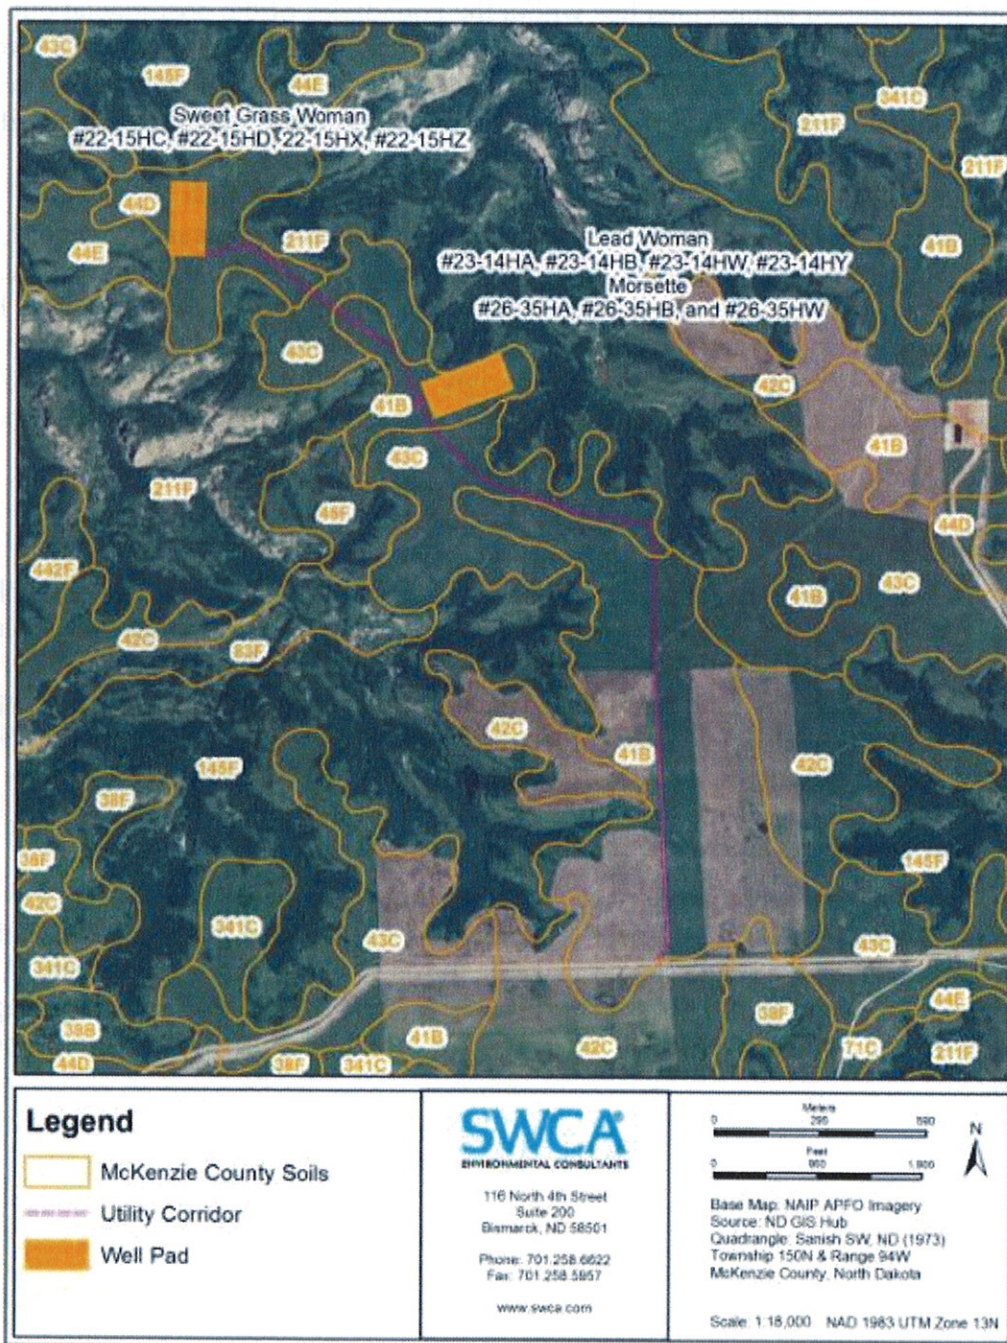 43C
145F
44E
341C
Sweet Grass Woman
#22-15HC, #22-15HD, 22-15HX, #22-15HZ
211F
211F
44D
44E
211F
41B
Lead Woman
#23-14HA, #23-14HB, #23-14HW, #23-14HY
Morsette
#26-35HA, #26-35HB, and #26-35HW
43C
42C
41B
41B
43C
211F
46F
44D
442F
43C
41B
42C
83F
42C
41B
42C
145F
38F
38F
145F
42C
341C
43C
43C
341C
44E
39B
41B
38F
42C
71C
211F
44D
38F
341C
Legend
McKenzie County Soils
Utility Corridor
Well Pad
SWCA
ENVIRONMENTAL CONSULTANTS
116 North 4th Street
Suite 200
Bismarck, ND 58501
Phone: 701.258.6622
Fax: 701.258.5957
www.swca.com
Meters
0 295 590
Feet
0 900 1,800
N
Base Map: NAIP APFO Imagery
Source: ND GIS Hub
Quadrangle: Sanish SW, ND (1973)
Township 150N & Range 94W
McKenzie County, North Dakota
Scale 1:18,000 NAD 1983 UTM Zone 13N